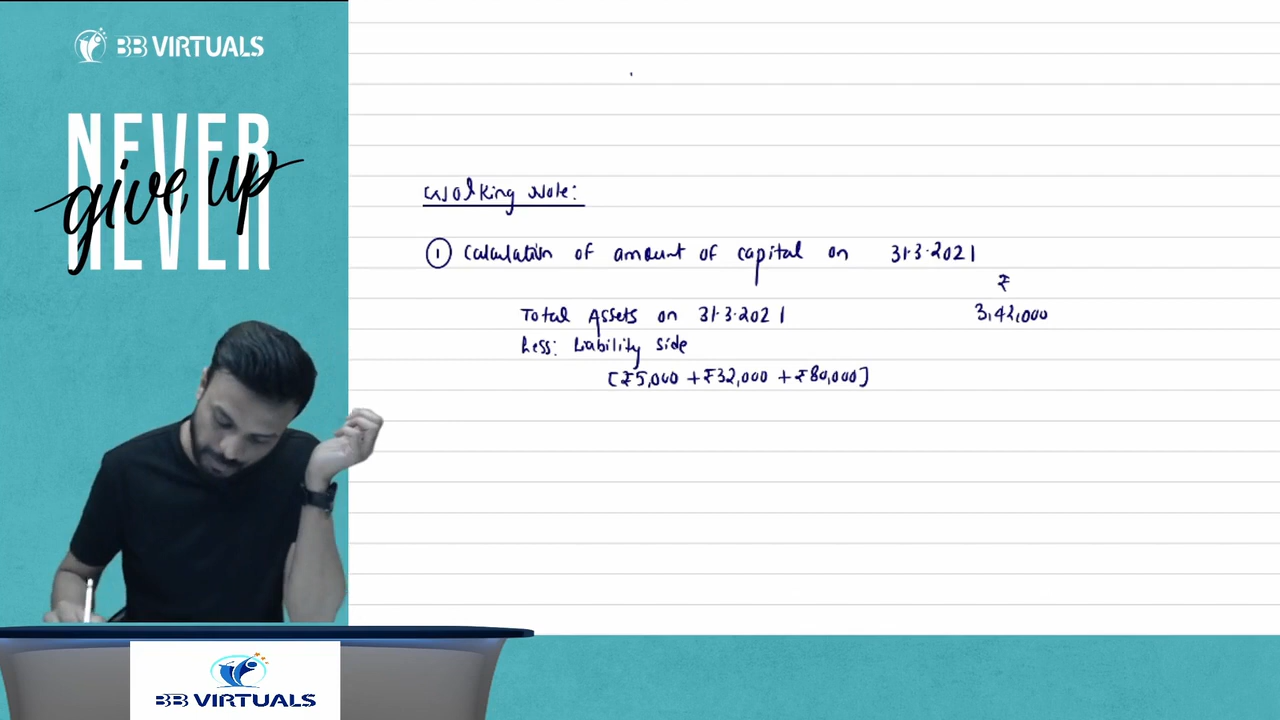 BB VIRTUALS
NEVER
give up
NEVER
Working Note:
① Calculation of amount of capital on 31.3.2021
₹
Total Assets on 31.3.2021 3,42,000
Less: Liability Side
[₹5,000 + ₹32,000 + ₹80,000]
BB VIRTUALS